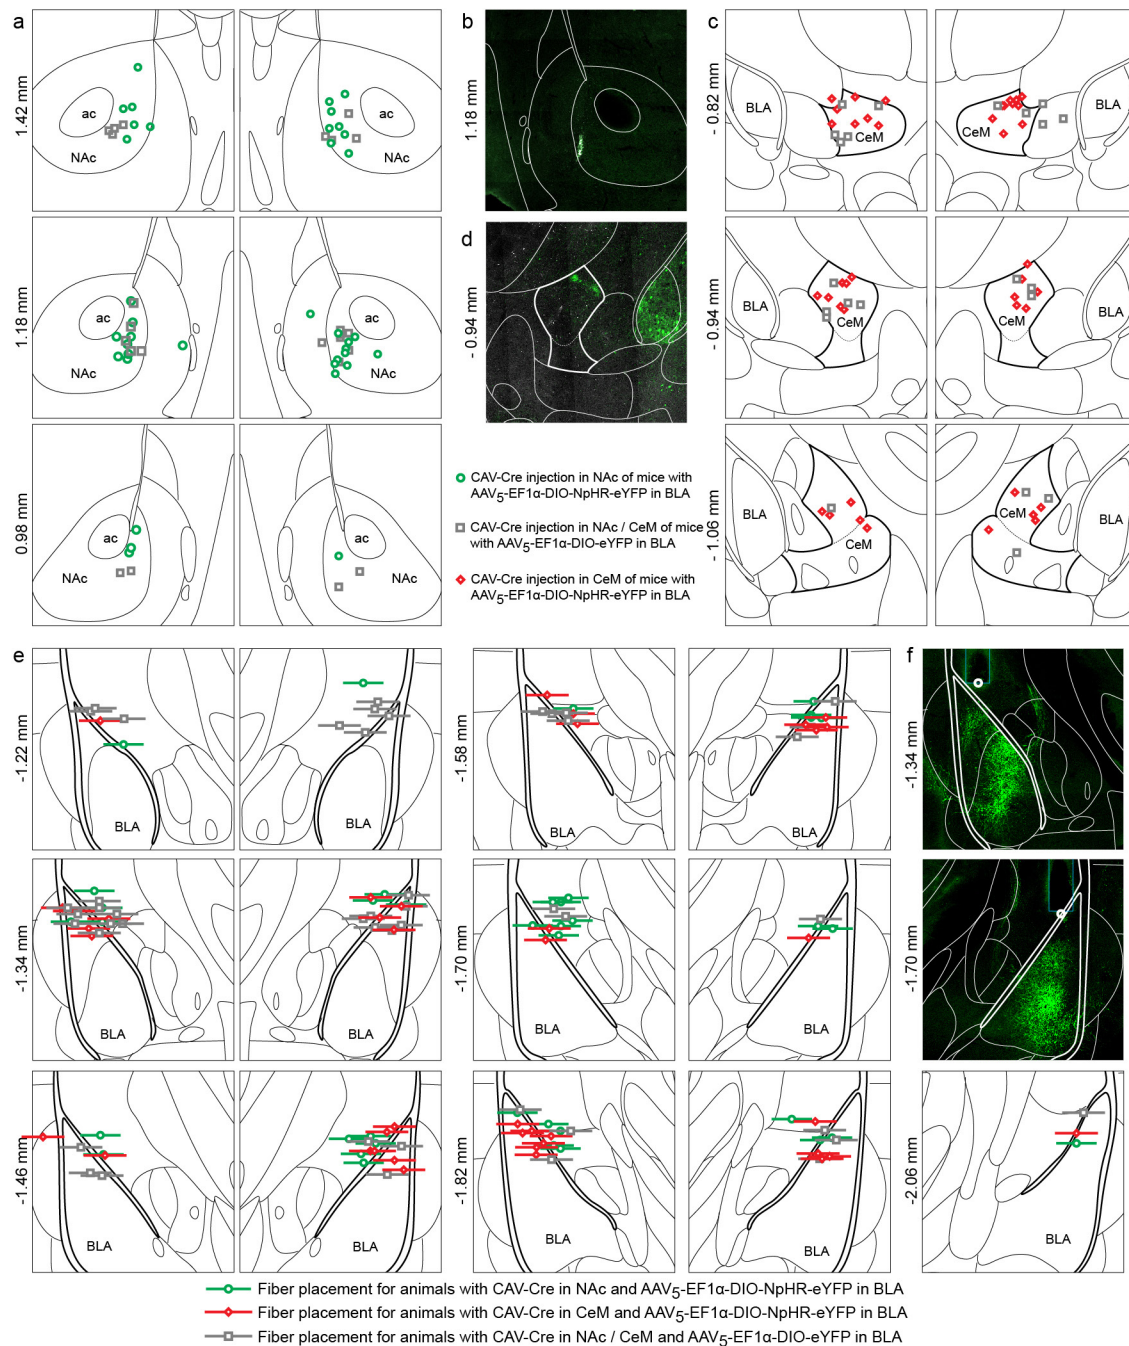 a
1.42 mm
ac
NAc
ac
NAc
1.18 mm
ac
NAc
ac
NAc
0.98 mm
ac
NAc
ac
NAc
b
1.18 mm
d
- 0.94 mm
CAV-Cre injection in NAc of mice with
AAV5-EF1α-DIO-NpHR-eYFP in BLA
CAV-Cre injection in NAc / CeM of mice
with AAV5-EF1α-DIO-eYFP in BLA
CAV-Cre injection in CeM of mice with
AAV5-EF1α-DIO-NpHR-eYFP in BLA
c
- 0.82 mm
BLA
CeM
CeM
BLA
- 0.94 mm
BLA
CeM
CeM
BLA
-1.06 mm
BLA
CeM
CeM
BLA
e
-1.22 mm
BLA
BLA
-1.34 mm
BLA
BLA
-1.46 mm
BLA
BLA
-1.58 mm
BLA
BLA
-1.70 mm
BLA
BLA
-1.82 mm
BLA
BLA
f
-1.34 mm
-1.70 mm
-2.06 mm
BLA
Fiber placement for animals with CAV-Cre in NAc and AAV5-EF1α-DIO-NpHR-eYFP in BLA
Fiber placement for animals with CAV-Cre in CeM and AAV5-EF1α-DIO-NpHR-eYFP in BLA
Fiber placement for animals with CAV-Cre in NAc / CeM and AAV5-EF1α-DIO-eYFP in BLA